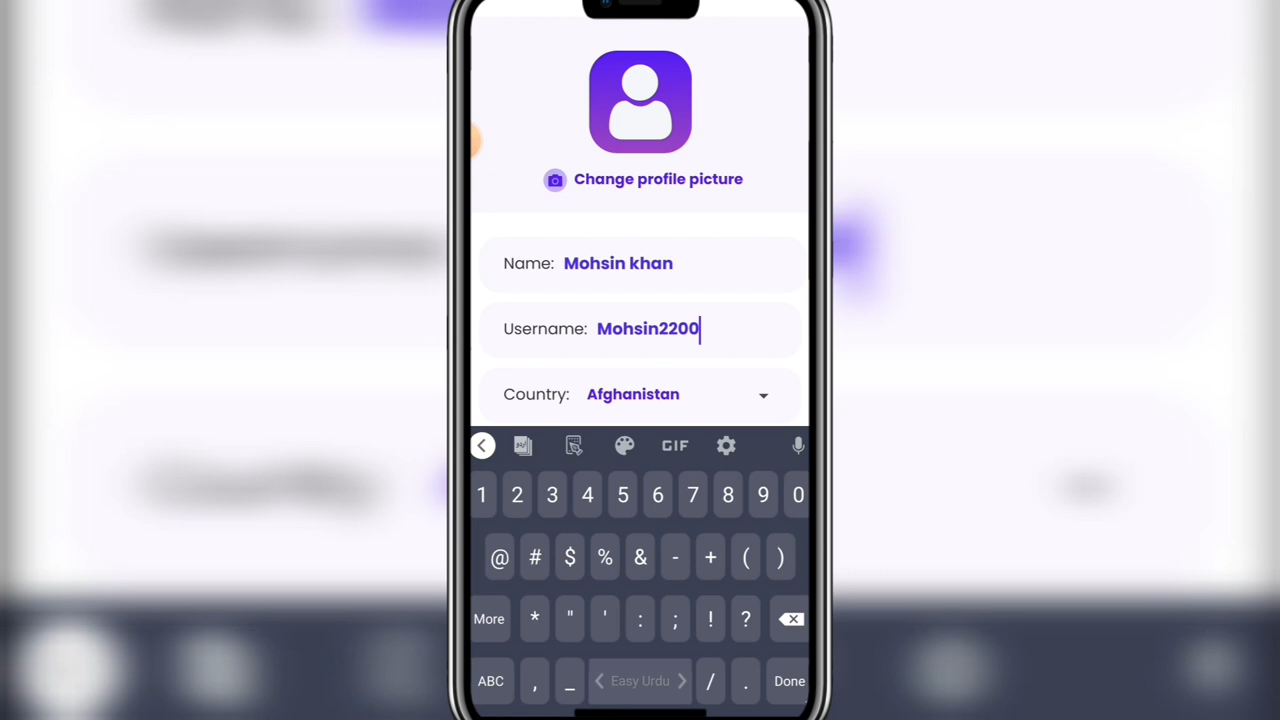 Change profile picture
Name: Mohsin khan
Username: Mohsin2200
Country: Afghanistan
GIF
1 2 3 4 5 6 7 8 9 0
@ # $ % & - + ( )
More * " ' : ; ! ?
ABC , _ Easy Urdu / . Done